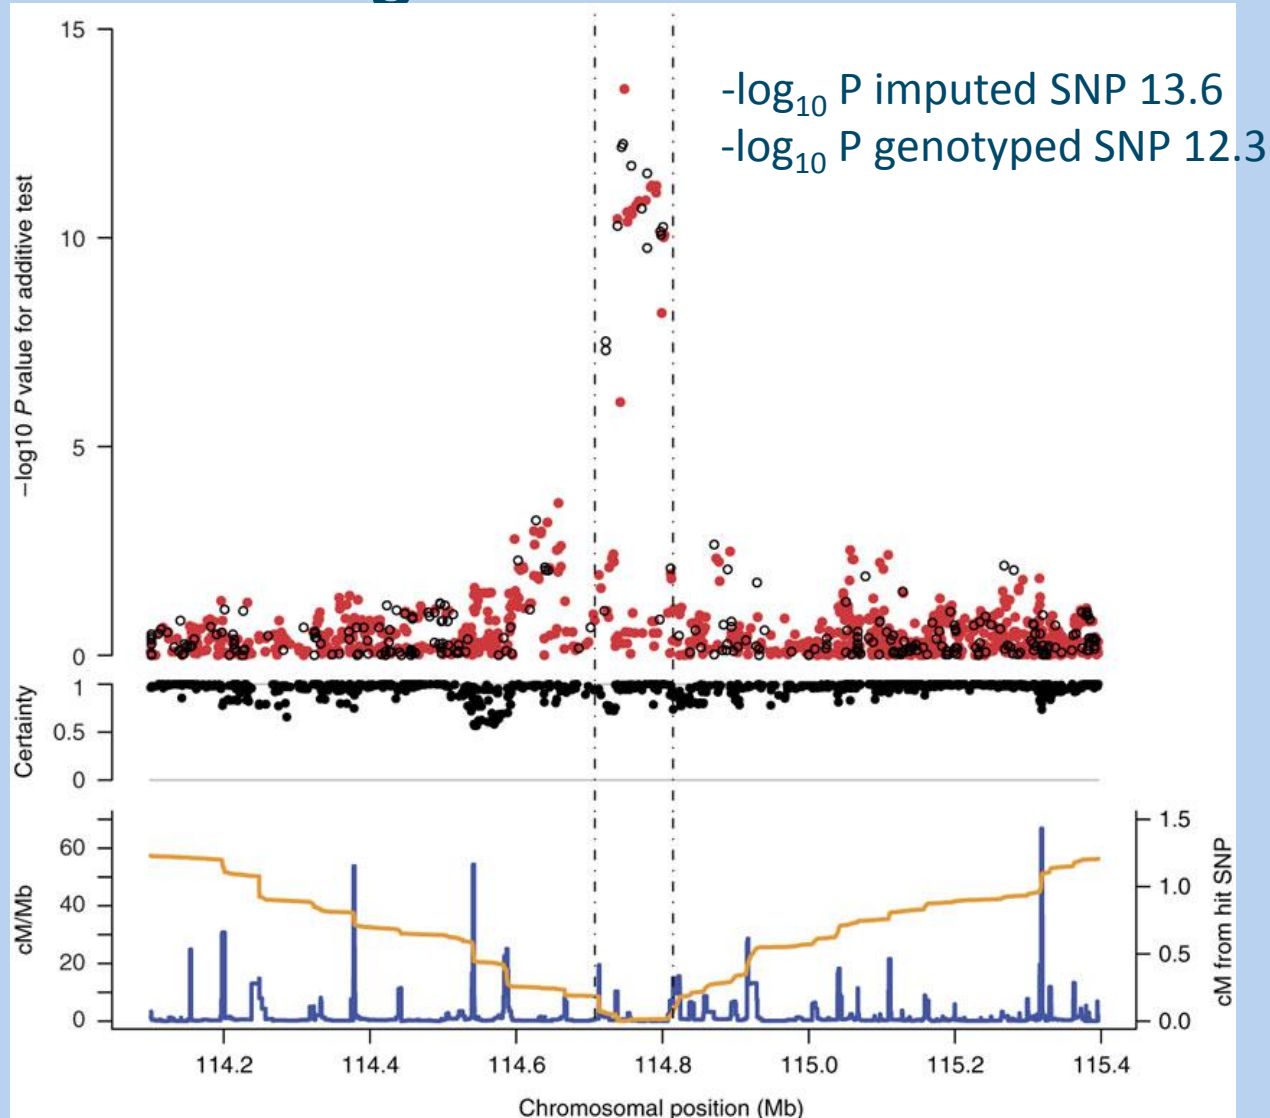 -log10 P imputed SNP 13.6
-log10 P genotyped SNP 12.3
15
10
5
0
–log10 P value for additive test
1
0.5
0
Certainty
60
40
20
0
cM/Mb
1.5
1.0
0.5
0.0
cM from hit SNP
114.2 114.4 114.6 114.8 115.0 115.2 115.4
Chromosomal position (Mb)